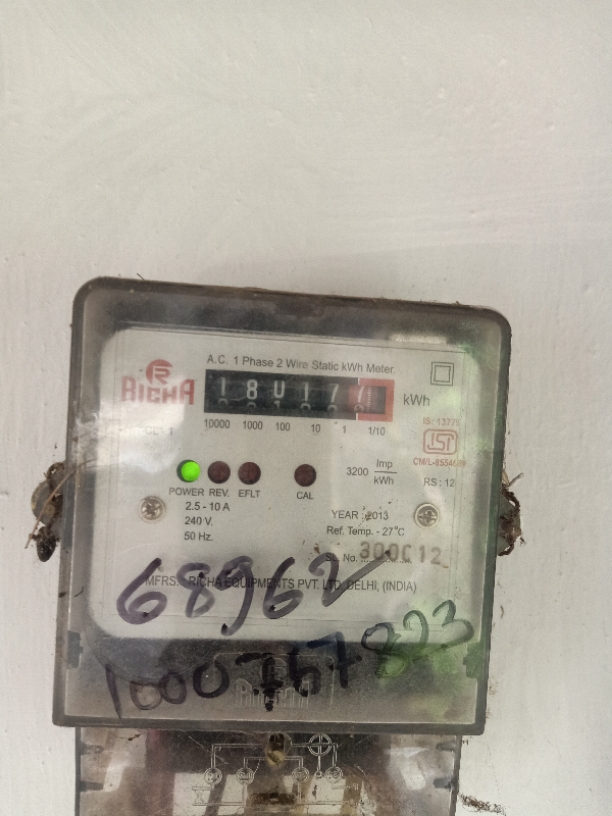 A.C. 1 Phase 2 Wire Static kWh Meter.
RICHA
kWh
10000 1000 100 10 1 1/10
IS: 13779
ISI
RS : 12
3200 Imp/kWh
POWER REV. EFLT CAL
2.5 - 10 A
240 V.
50 Hz.
YEAR : 2013
Ref. Temp. - 27°C
68962
MFRS. RICHA EQUIPMENTS PVT. LTD. DELHI, (INDIA)
1000767823
RICHA